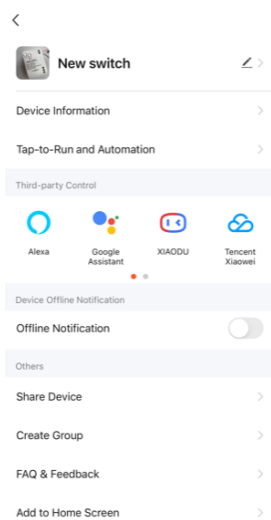 New switch
Device Information
Tap-to-Run and Automation
Third-party Control
Alexa
Google
Assistant
XIAODU
Tencent
Xiaowei
Device Offline Notification
Offline Notification
Others
Share Device
Create Group
FAQ & Feedback
Add to Home Screen